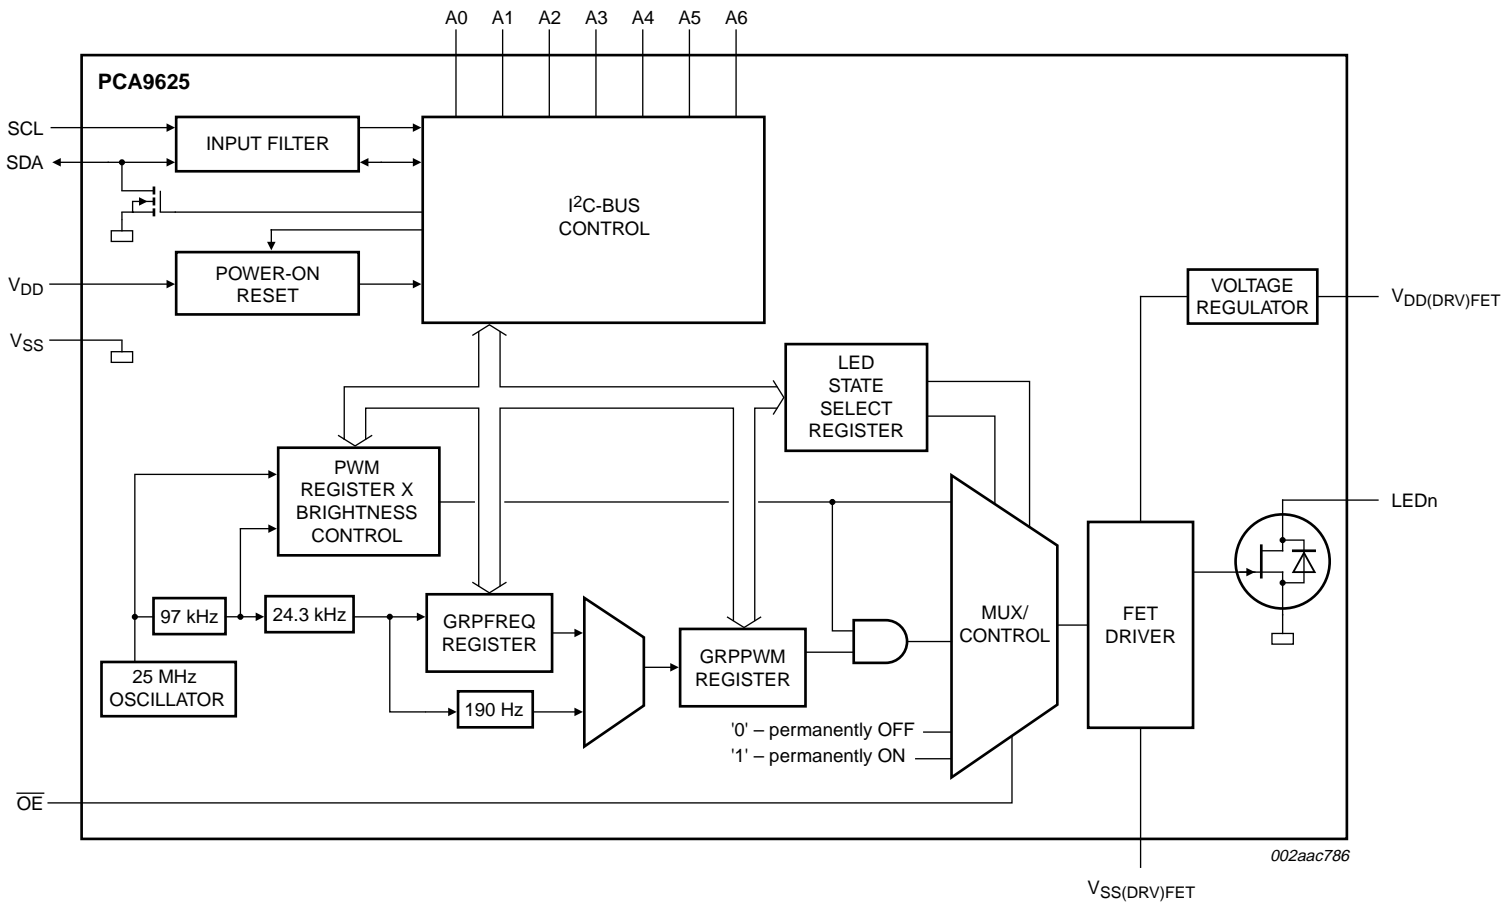 A0 A1 A2 A3 A4 A5 A6
PCA9625
SCL
SDA
INPUT FILTER
I2C-BUS
CONTROL
VDD
POWER-ON
RESET
VSS
VOLTAGE
REGULATOR
VDD(DRV)FET
LED
STATE
SELECT
REGISTER
PWM
REGISTER X
BRIGHTNESS
CONTROL
LEDn
97 kHz
24.3 kHz
GRPFREQ
REGISTER
MUX/
CONTROL
FET
DRIVER
25 MHz
OSCILLATOR
190 Hz
GRPPWM
REGISTER
'0' – permanently OFF
'1' – permanently ON
OE
002aac786
VSS(DRV)FET